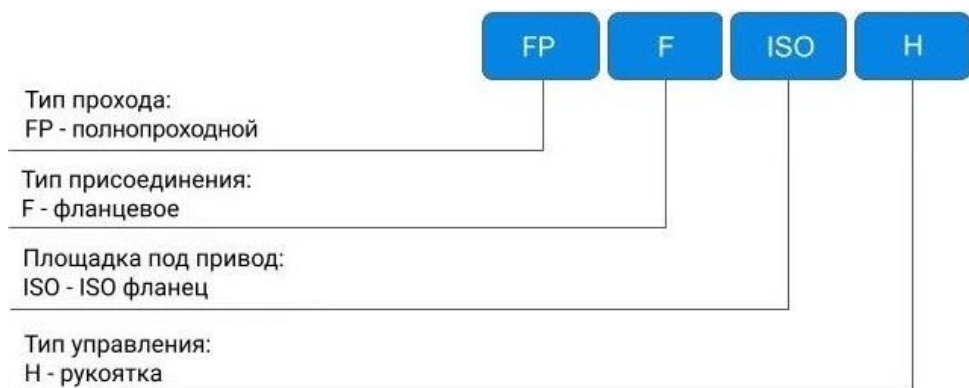 FP F ISO H
Тип прохода:
FP - полнопроходной
Тип присоединения:
F - фланцевое
Площадка под привод:
ISO - ISO фланец
Тип управления:
H - рукоятка